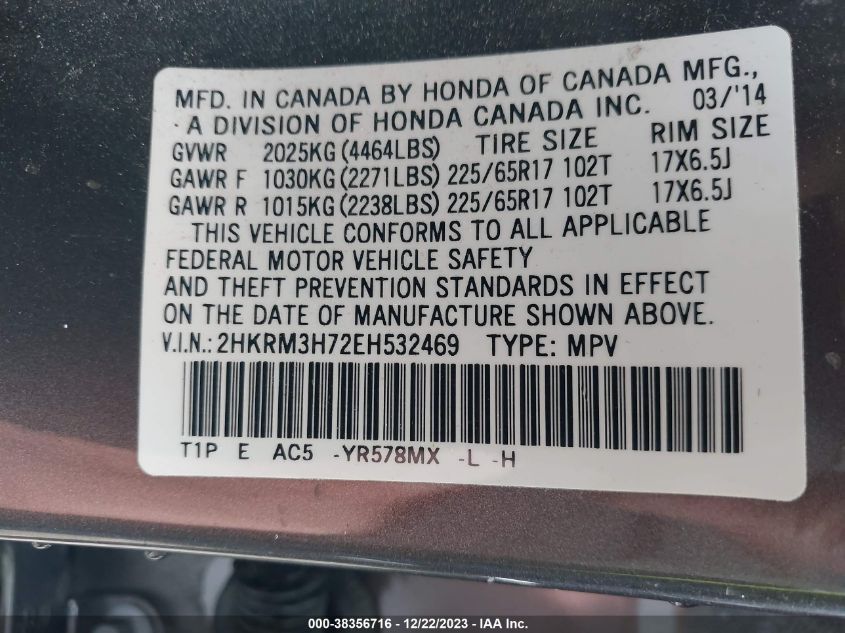 MFD. IN CANADA BY HONDA OF CANADA MFG.,
A DIVISION OF HONDA CANADA INC. 03/'14
GVWR 2025KG (4464LBS) TIRE SIZE RIM SIZE
GAWR F 1030KG (2271LBS) 225/65R17 102T 17X6.5J
GAWR R 1015KG (2238LBS) 225/65R17 102T 17X6.5J
THIS VEHICLE CONFORMS TO ALL APPLICABLE
FEDERAL MOTOR VEHICLE SAFETY
AND THEFT PREVENTION STANDARDS IN EFFECT
ON THE DATE OF MANUFACTURE SHOWN ABOVE.
V.I.N.: 2HKRM3H72EH532469 TYPE: MPV
T1P E AC5 -YR578MX -L -H
000-38356716 - 12/22/2023 - IAA Inc.